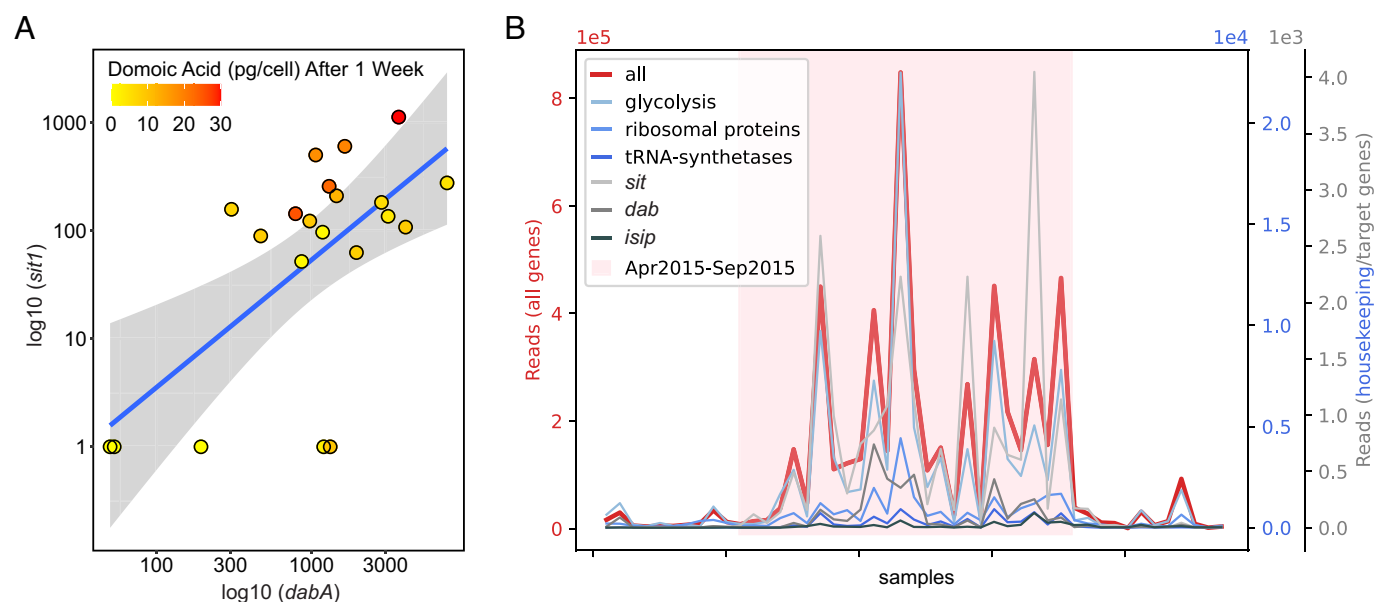 A
Domoic Acid (pg/cell) After 1 Week
0 10 20 30
1000
100
10
1
log10 (sit1)
100 300 1000 3000
log10 (dabA)
B
1e5
8
6
4
2
0
Reads (all genes)
all
glycolysis
ribosomal proteins
tRNA-synthetases
sit
dab
isip
Apr2015-Sep2015
samples
1e4
2.0
1.5
1.0
0.5
0.0
1e3
4.0
3.5
3.0
2.5
2.0
1.5
1.0
0.5
0.0
Reads (housekeeping/target genes)